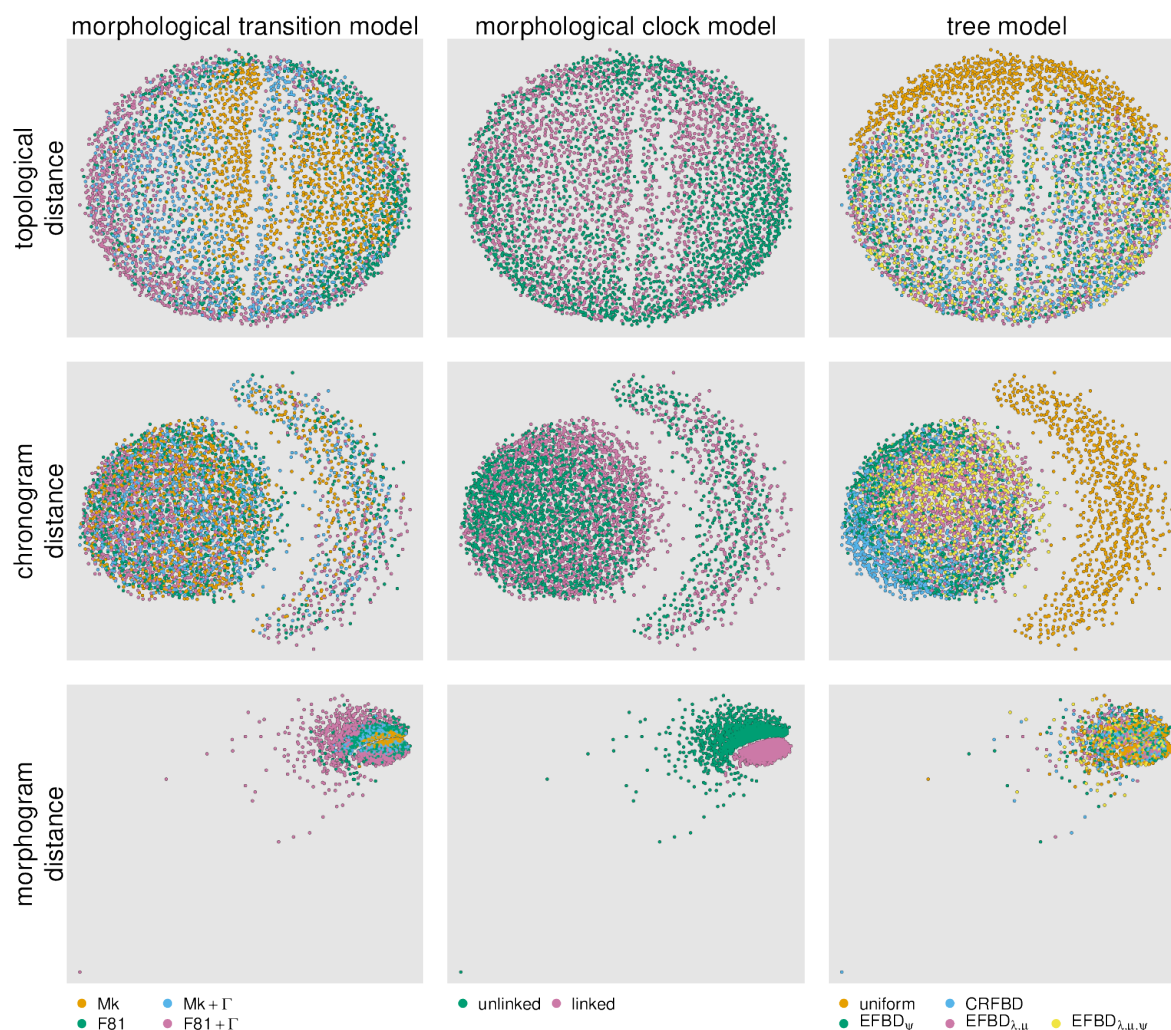 morphological transition model
morphological clock model
tree model
topological
distance
chronogram
distance
morphogram
distance
Mk
Mk + Γ
F81
F81 + Γ
unlinked
linked
uniform
CRFBD
EFBDψ
EFBDλ,μ
EFBDλ,μ,ψ